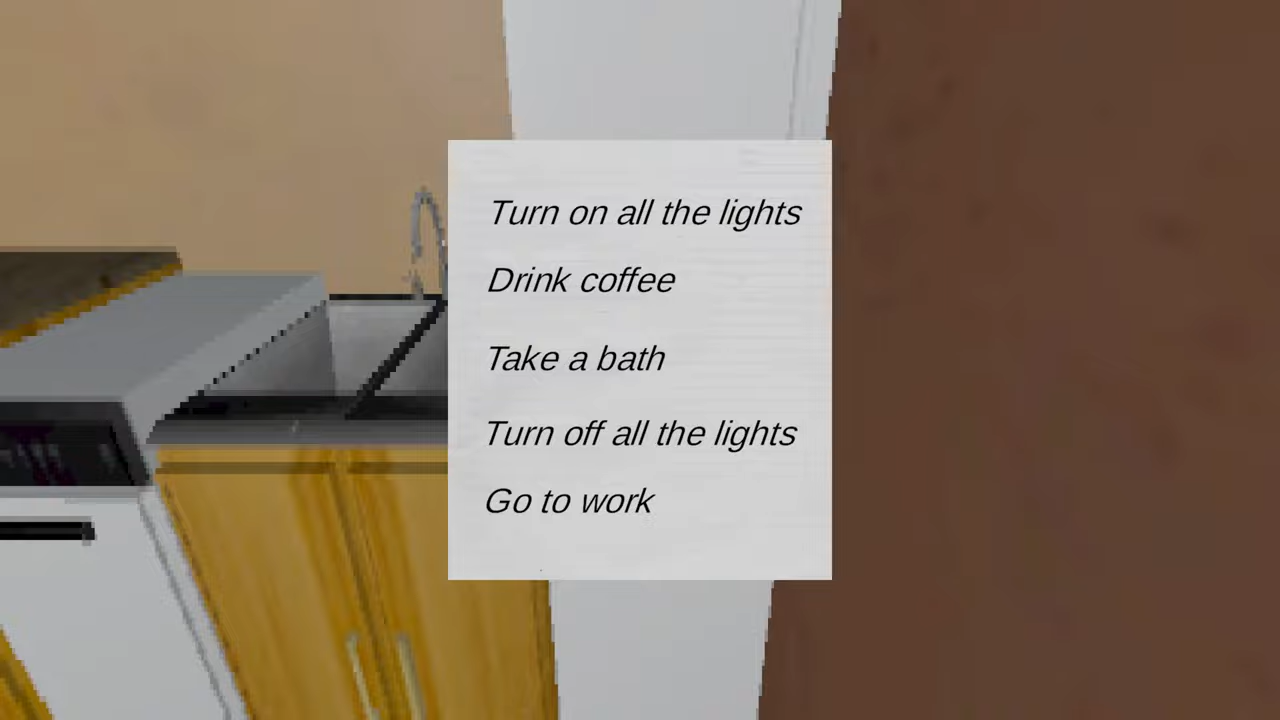 Turn on all the lights
Drink coffee
Take a bath
Turn off all the lights
Go to work